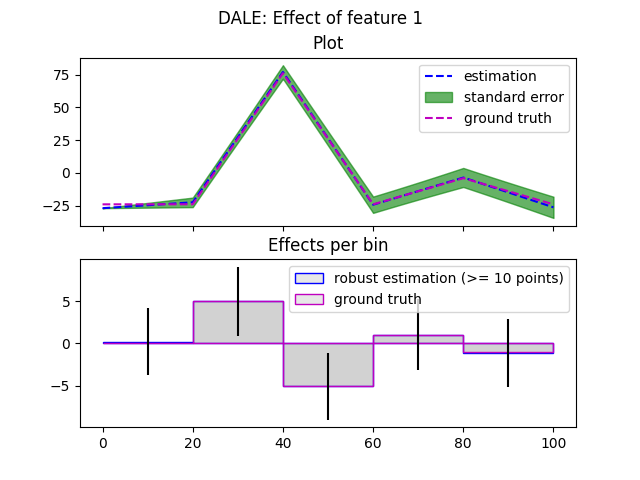 DALE: Effect of feature 1
Plot
estimation
standard error
ground truth
75
50
25
0
−25
Effects per bin
robust estimation (>= 10 points)
ground truth
5
0
−5
0 20 40 60 80 100